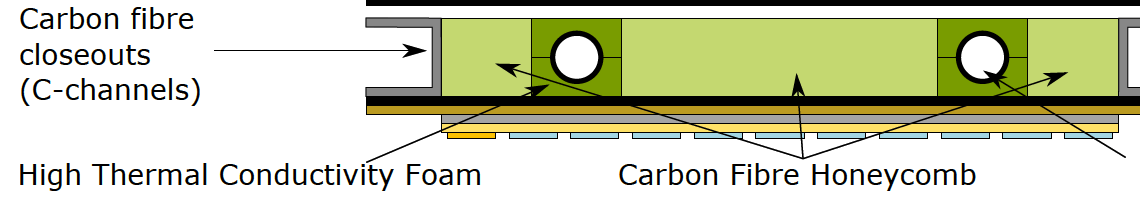 Carbon fibre
closeouts
(C-channels)
High Thermal Conductivity Foam
Carbon Fibre Honeycomb